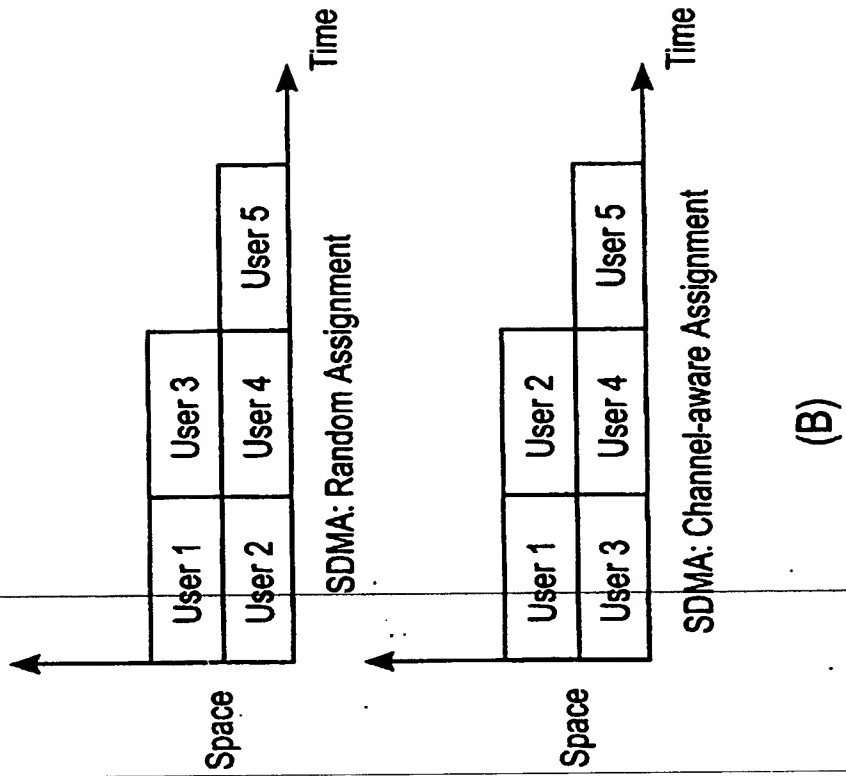 Space
User 1 User 3
User 2 User 4 User 5
Time
SDMA: Random Assignment
Space
User 1 User 2
User 3 User 4 User 5
Time
SDMA: Channel-aware Assignment
(B)